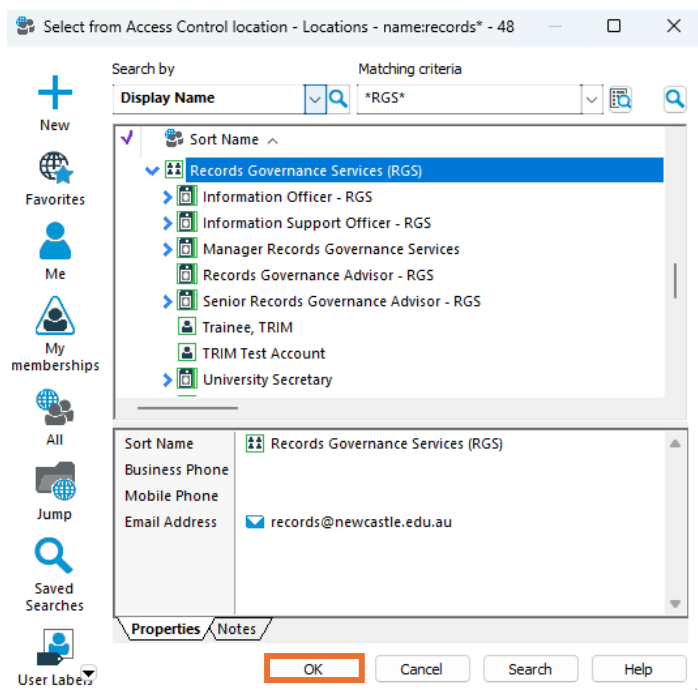 Select from Access Control location - Locations - name:records* - 48
New
Favorites
Me
My
memberships
All
Jump
Saved
Searches
User Labels
Search by
Matching criteria
Display Name
*RGS*
Sort Name
Records Governance Services (RGS)
Information Officer - RGS
Information Support Officer - RGS
Manager Records Governance Services
Records Governance Advisor - RGS
Senior Records Governance Advisor - RGS
Trainee, TRIM
TRIM Test Account
University Secretary
Sort Name Records Governance Services (RGS)
Business Phone
Mobile Phone
Email Address records@newcastle.edu.au
Properties Notes
OK Cancel Search Help